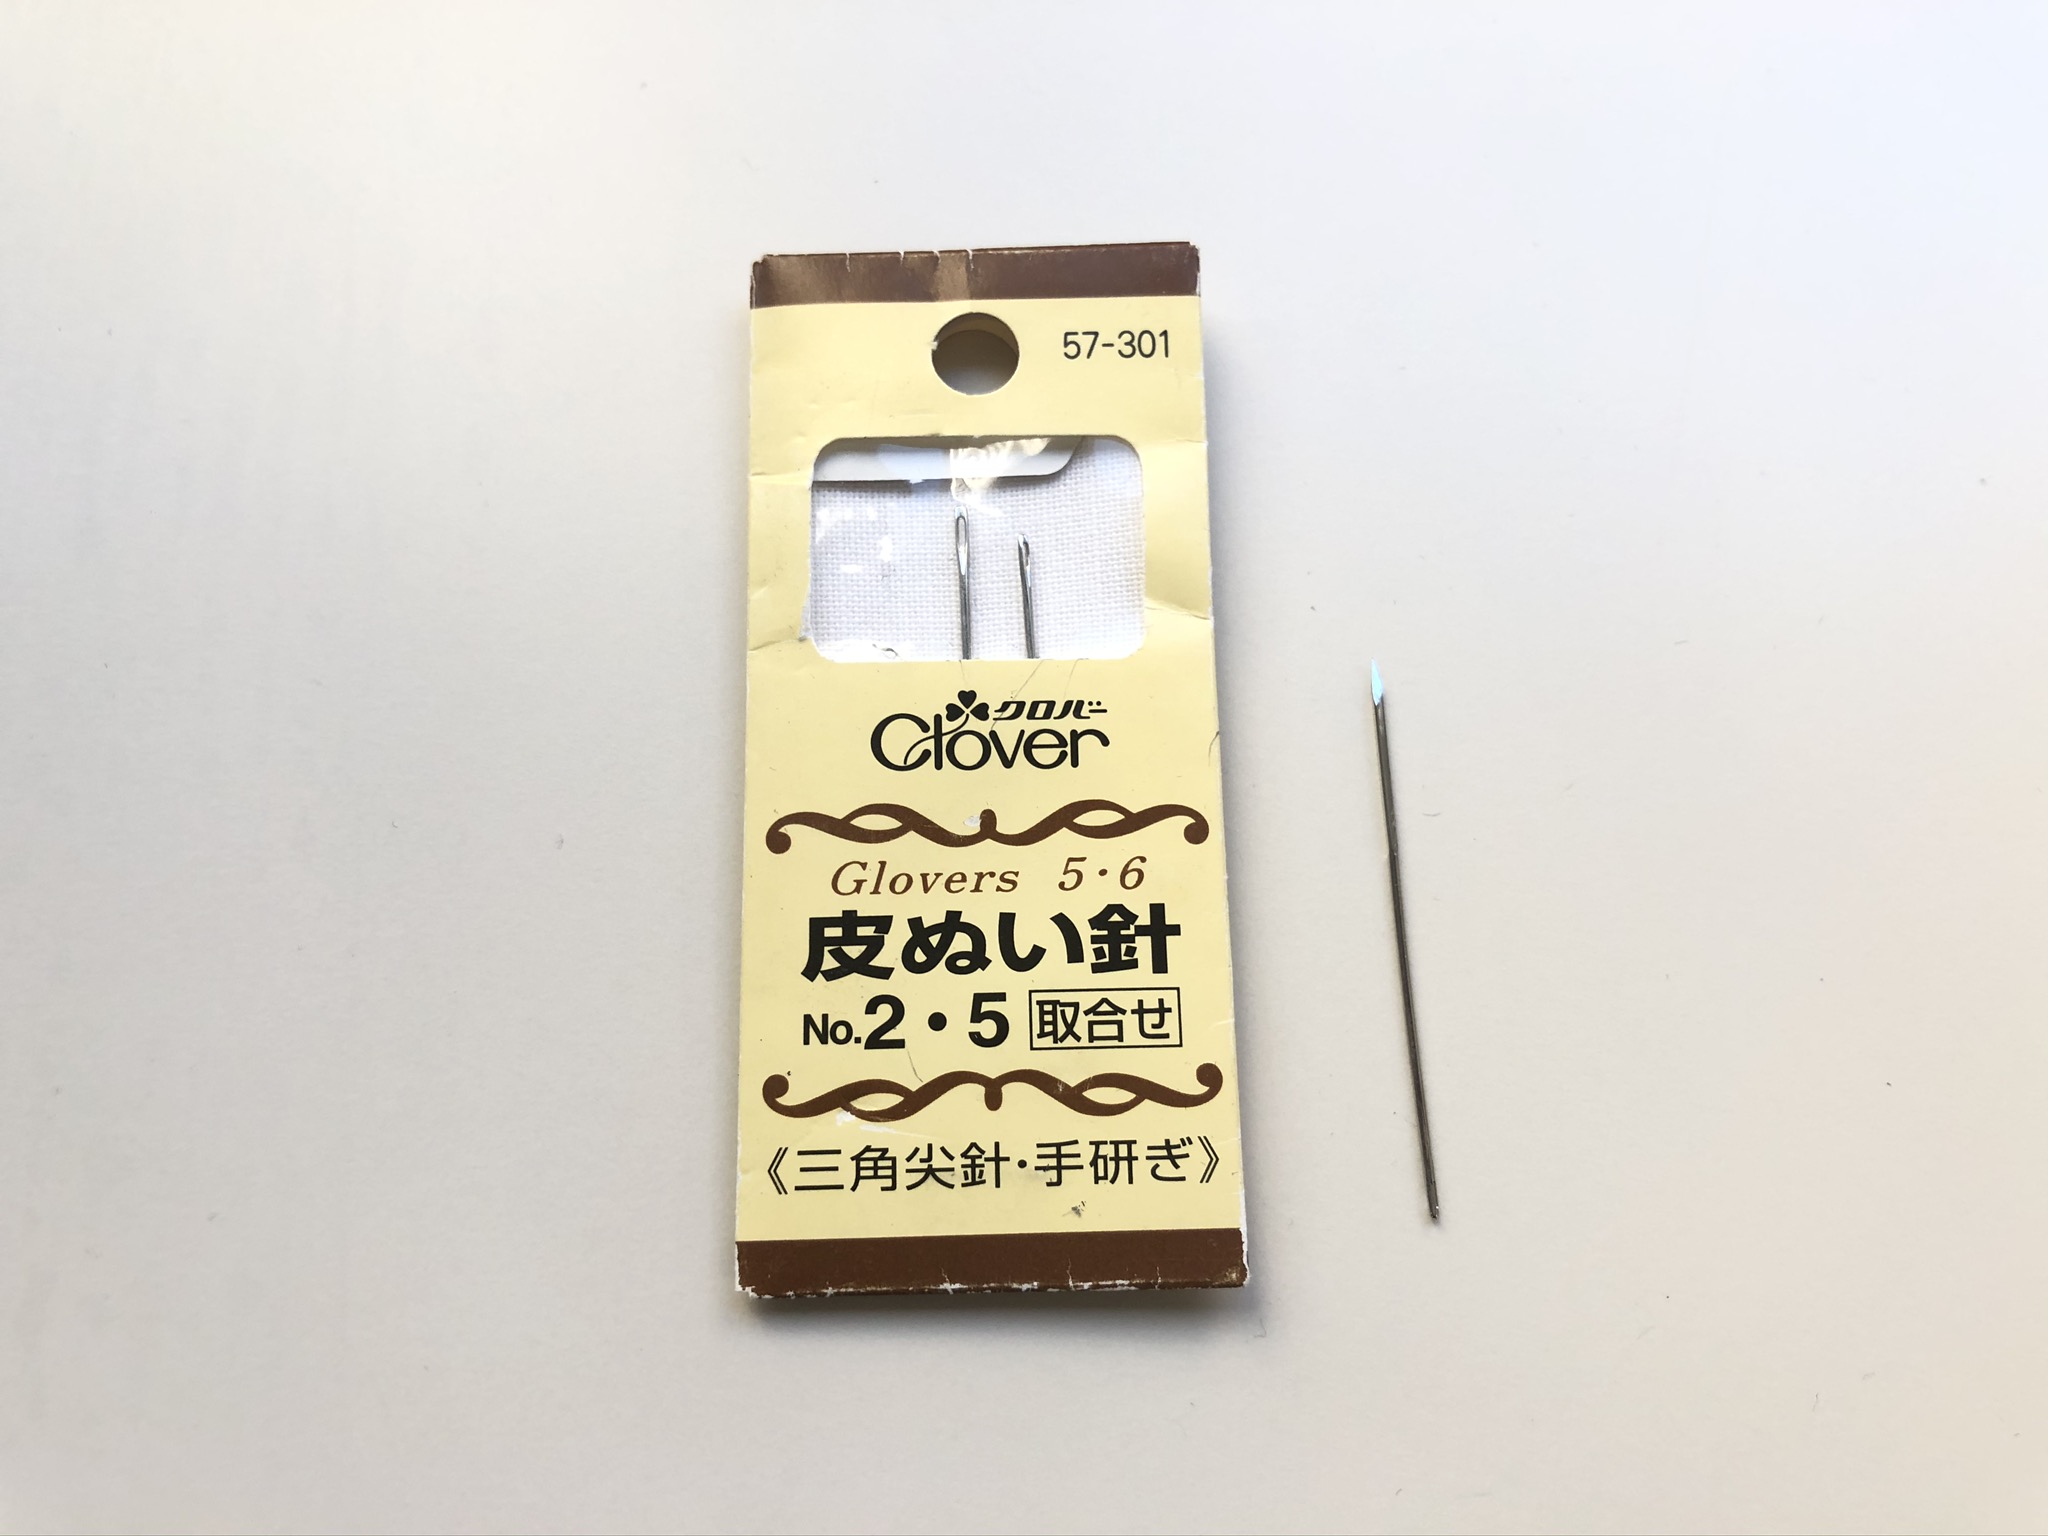 57-301
クロバー
Clover
Glovers 5・6
皮ぬい針
No.2・5 取合せ
《三角尖針・手研ぎ》